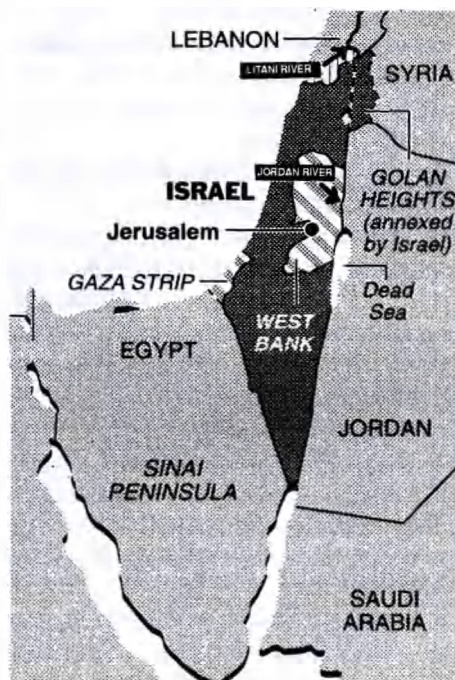 LEBANON
LITANI RIVER
SYRIA
JORDAN RIVER
GOLAN
HEIGHTS
(annexed
by Israel)
ISRAEL
Jerusalem
GAZA STRIP
Dead
Sea
WEST
BANK
EGYPT
JORDAN
SINAI
PENINSULA
SAUDI
ARABIA